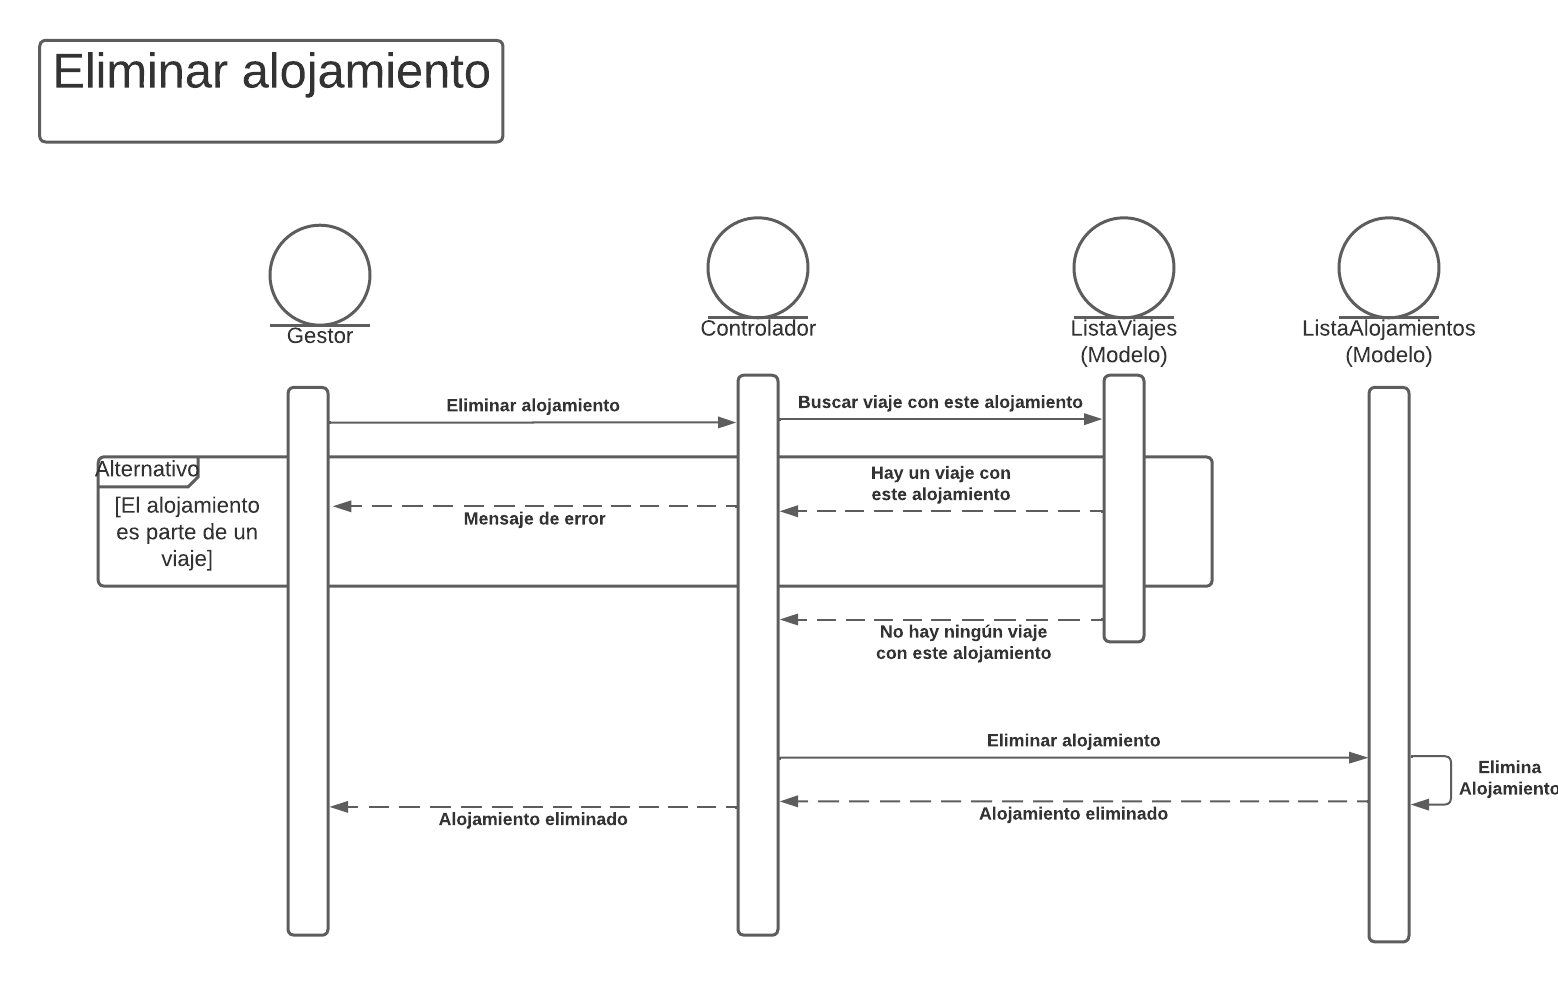 Eliminar alojamiento
Gestor
Controlador
ListaViajes
(Modelo)
ListaAlojamientos
(Modelo)
Eliminar alojamiento
Buscar viaje con este alojamiento
Alternativo
[El alojamiento
es parte de un
viaje]
Hay un viaje con
este alojamiento
Mensaje de error
No hay ningún viaje
con este alojamiento
Eliminar alojamiento
Elimina
Alojamiento
Alojamiento eliminado
Alojamiento eliminado